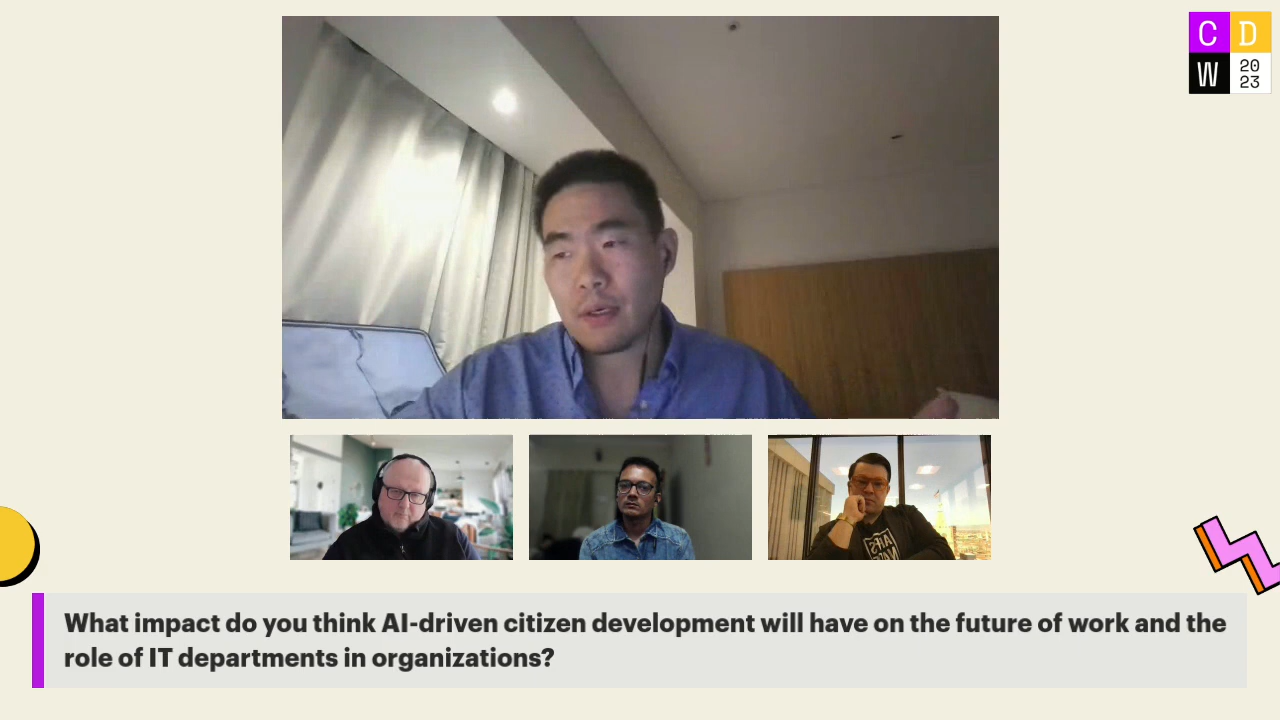 C D
W 20
23
What impact do you think AI-driven citizen development will have on the future of work and the
role of IT departments in organizations?